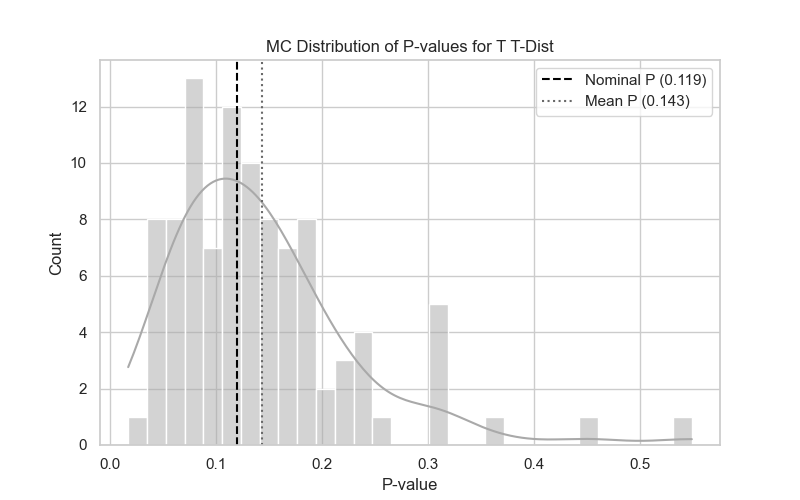 MC Distribution of P-values for T T-Dist
Nominal P (0.119)
Mean P (0.143)
Count
12
10
8
6
4
2
0
0.0 0.1 0.2 0.3 0.4 0.5
P-value